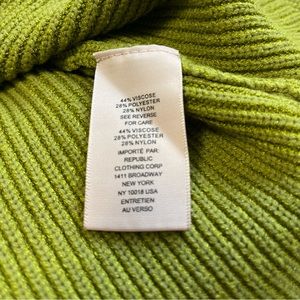 44% VISCOSE
28% POLYESTER
28% NYLON
SEE REVERSE
FOR CARE
44% VISCOSE
28% POLYESTER
28% NYLON
IMPORTÉ PAR:
REPUBLIC
CLOTHING CORP
1411 BROADWAY
NEW YORK
NY 10018 USA
ENTRETIEN
AU VERSO